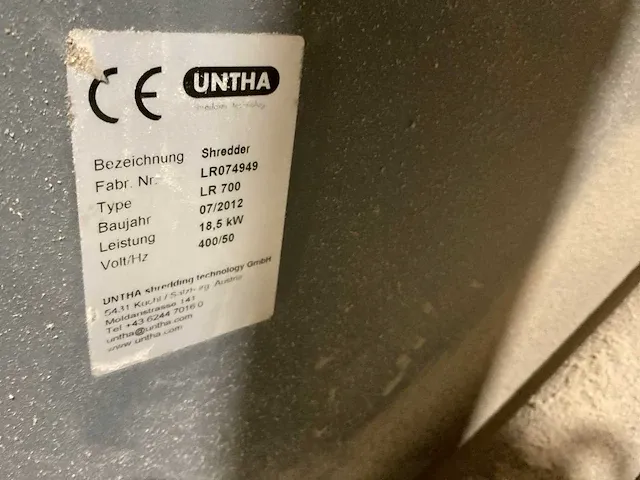 CE UNTHA
shredding technology
Bezeichnung Shredder
Fabr. Nr. LR074949
Type LR 700
Baujahr 07/2012
Leistung 18,5 kW
Volt/Hz 400/50
UNTHA shredding technology GmbH
5431 Kuchl / Salzburg, Austria
Moldanstrasse 141
Tel +43 6244 7016 0
untha@untha.com
www.untha.com